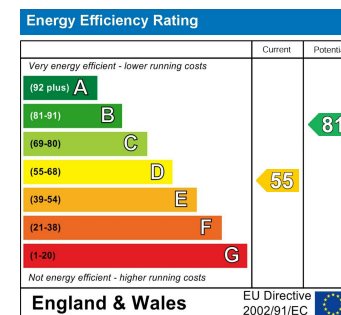 Energy Efficiency Rating
Current Potentia
Very energy efficient - lower running costs
(92 plus) A
(81-91) B
81
(69-80) C
(55-68) D
55
(39-54) E
(21-38) F
(1-20) G
Not energy efficient - higher running costs
England & Wales
EU Directive
2002/91/EC